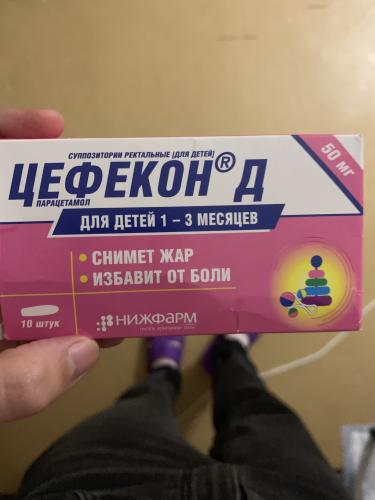 СУППОЗИТОРИИ РЕКТАЛЬНЫЕ [ДЛЯ ДЕТЕЙ]
ЦЕФЕКОН® Д
ПАРАЦЕТАМОЛ
50 МГ
ДЛЯ ДЕТЕЙ 1 – 3 МЕСЯЦЕВ
• СНИМЕТ ЖАР
• ИЗБАВИТ ОТ БОЛИ
10 штук
НИЖФАРМ